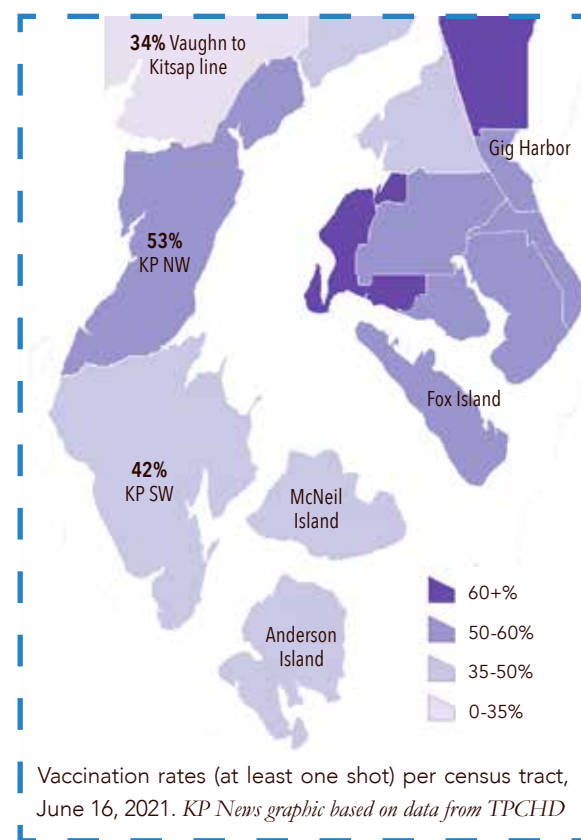 34% Vaughn to
Kitsap line
Gig Harbor
53%
KP NW
Fox Island
42%
KP SW
McNeil
Island
Anderson
Island
60+%
50-60%
35-50%
0-35%
Vaccination rates (at least one shot) per census tract,
June 16, 2021. KP News graphic based on data from TPCHD